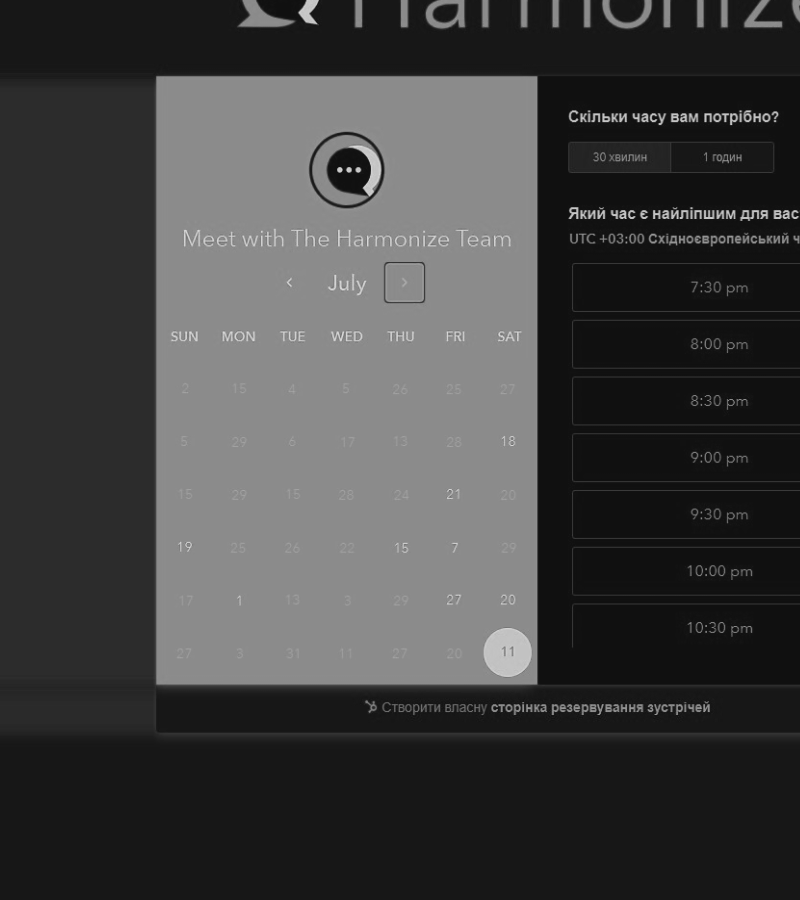 Harmonize
Meet with The Harmonize Team
July
SUN MON TUE WED THU FRI SAT
2 15 4 5 26 25 27
5 29 6 17 13 28 18
15 29 15 28 24 21 20
19 25 26 22 15 7 29
17 1 13 3 29 27 20
27 3 31 11 27 20 11
Скільки часу вам потрібно?
30 хвилин 1 годин
Який час є найліпшим для вас
UTC +03:00 Східноєвропейський ч
7:30 pm
8:00 pm
8:30 pm
9:00 pm
9:30 pm
10:00 pm
10:30 pm
Створити власну сторінка резервування зустрічей